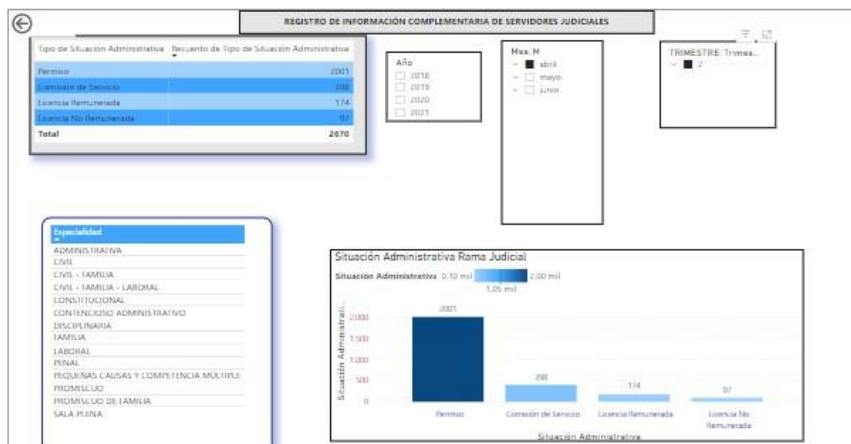 REGISTRO DE INFORMACIÓN COMPLEMENTARIA DE SERVIDORES JUDICIALES
Tipo de Situación Administrativa Recuento de Tipo de Situación Administrativa
Permiso 2001
Comisión de Servicio 398
Licencia Remunerada 174
Licencia No Remunerada 97
Total 2670
Año
2018
2019
2020
2021
Mes. M
abril
mayo
junio
TRIMESTRE. Trimes...
2
Especialidad
ADMINISTRATIVA
CIVIL
CIVIL - FAMILIA
CIVIL - FAMILIA - LABORAL
CONSTITUCIONAL
CONTENCIOSO ADMINISTRATIVO
DISCIPLINARIA
FAMILIA
LABORAL
PENAL
PEQUEÑAS CAUSAS Y COMPETENCIA MÚLTIPLE
PROMISCUO
PROMISCUO DE FAMILIA
SALA PLENA
Situación Administrativa Rama Judicial
Situación Administrativa 0,10 mil 2,00 mil
1,05 mil
Situación Administrati...
2.000
1.500
1.000
500
0
2001
398
174
97
Permiso
Comisión de Servicio
Licencia Remunerada
Licencia No
Remunerada
Situación Administrativa